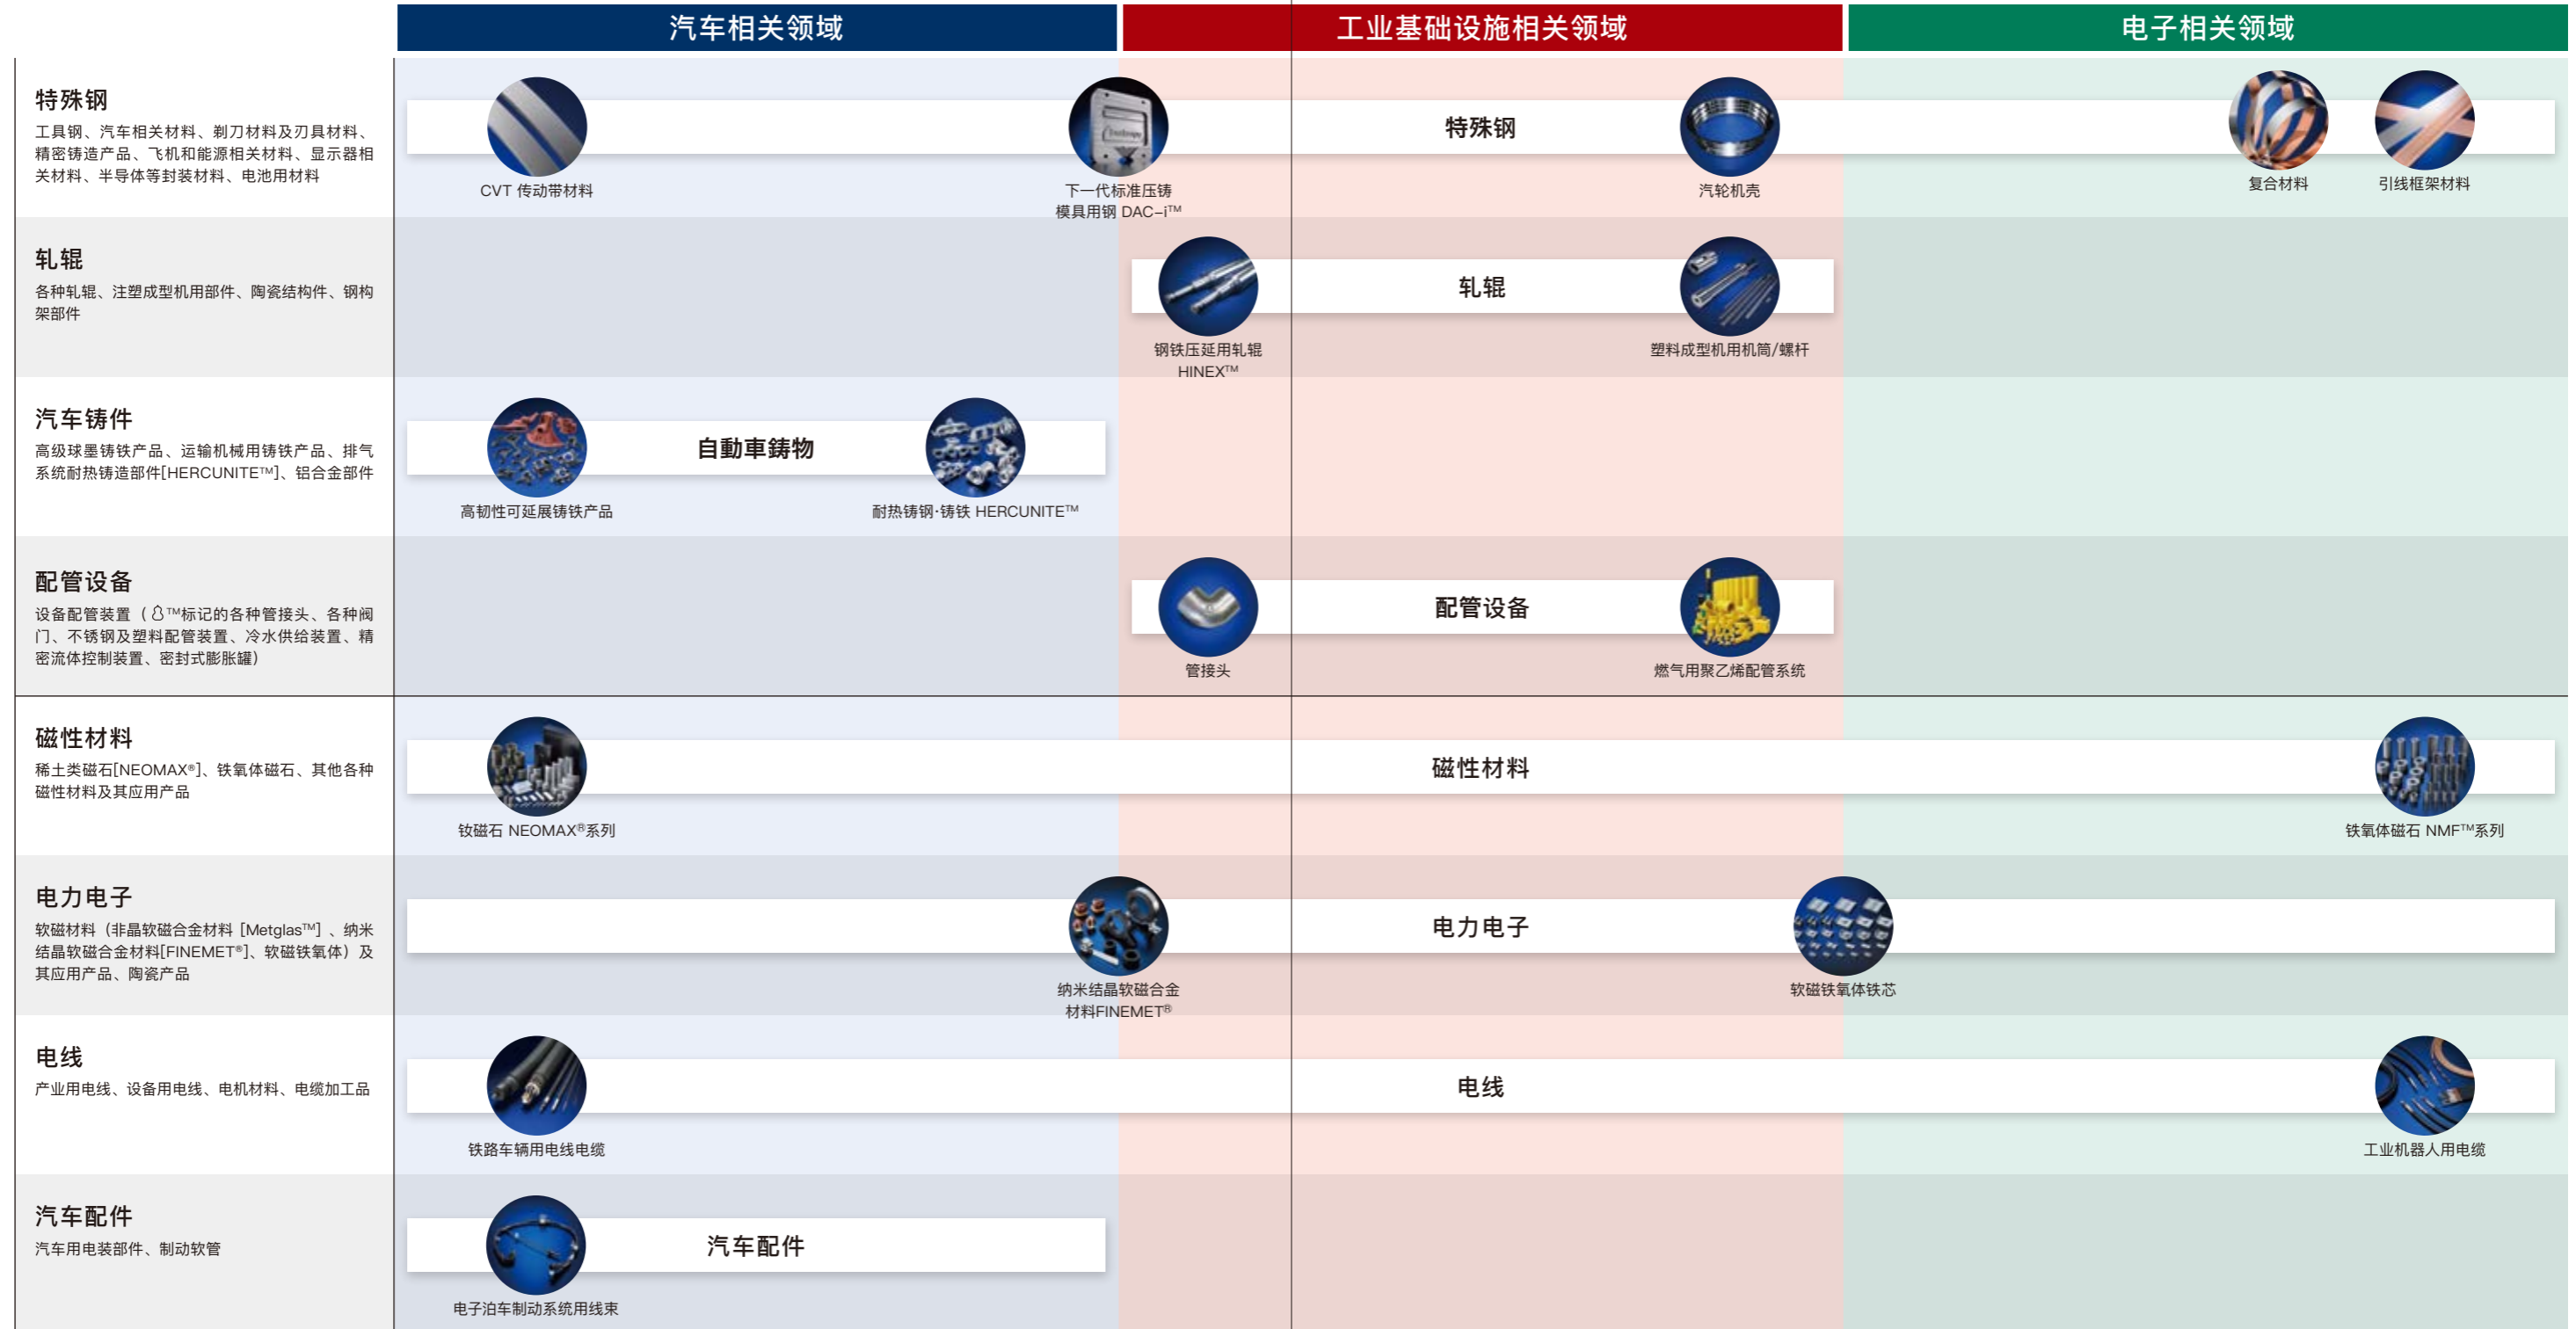 汽车相关领域
工业基础设施相关领域
电子相关领域
特殊钢
工具钢、汽车相关材料、剃刀材料及刃具材料、
精密铸造产品、飞机和能源相关材料、显示器相
关材料、半导体等封装材料、电池用材料
特殊钢
CVT 传动带材料
下一代标准压铸
模具用钢 DAC-i™
汽轮机壳
复合材料
引线框架材料
轧辊
各种轧辊、注塑成型机用部件、陶瓷结构件、钢构
架部件
轧辊
钢铁压延用轧辊
HINEX™
塑料成型机用机筒/螺杆
汽车铸件
高级球墨铸铁产品、运输机械用铸铁产品、排气
系统耐热铸造部件[HERCUNITE™]、铝合金部件
自動車鋳物
高韧性可延展铸铁产品
耐热铸钢·铸铁 HERCUNITE™
配管设备
设备配管装置（™标记的各种管接头、各种阀
门、不锈钢及塑料配管装置、冷水供给装置、精
密流体控制装置、密封式膨胀罐）
配管设备
管接头
燃气用聚乙烯配管系统
磁性材料
稀土类磁石[NEOMAX®]、铁氧体磁石、其他各种
磁性材料及其应用产品
磁性材料
钕磁石 NEOMAX®系列
铁氧体磁石 NMF™系列
电力电子
软磁材料（非晶软磁合金材料 [Metglas™] 、纳米
结晶软磁合金材料[FINEMET®]、软磁铁氧体）及
其应用产品、陶瓷产品
电力电子
纳米结晶软磁合金
材料FINEMET®
软磁铁氧体铁芯
电线
产业用电线、设备用电线、电机材料、电缆加工品
电线
铁路车辆用电线电缆
工业机器人用电缆
汽车配件
汽车用电装部件、制动软管
汽车配件
电子泊车制动系统用线束